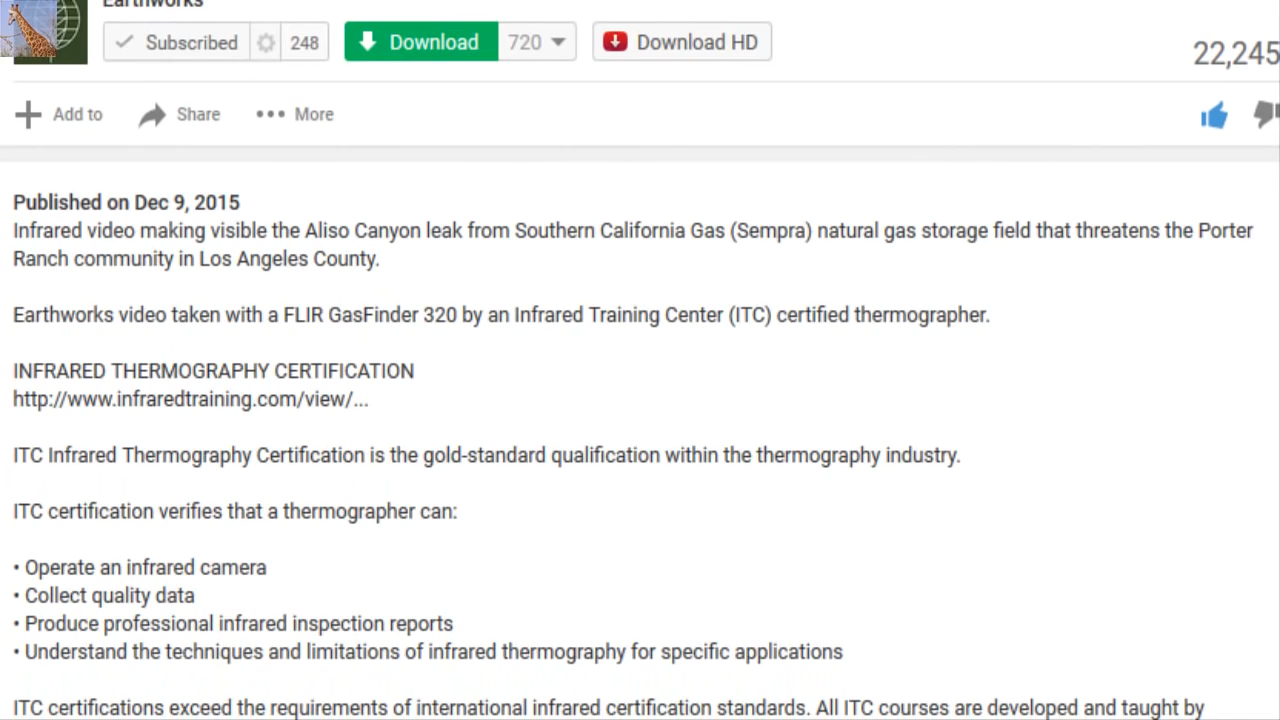 Earthworks
Subscribed 248 Download 720 Download HD
22,245
Add to Share More
Published on Dec 9, 2015
Infrared video making visible the Aliso Canyon leak from Southern California Gas (Sempra) natural gas storage field that threatens the Porter
Ranch community in Los Angeles County.
Earthworks video taken with a FLIR GasFinder 320 by an Infrared Training Center (ITC) certified thermographer.
INFRARED THERMOGRAPHY CERTIFICATION
http://www.infraredtraining.com/view/...
ITC Infrared Thermography Certification is the gold-standard qualification within the thermography industry.
ITC certification verifies that a thermographer can:
• Operate an infrared camera
• Collect quality data
• Produce professional infrared inspection reports
• Understand the techniques and limitations of infrared thermography for specific applications
ITC certifications exceed the requirements of international infrared certification standards. All ITC courses are developed and taught by